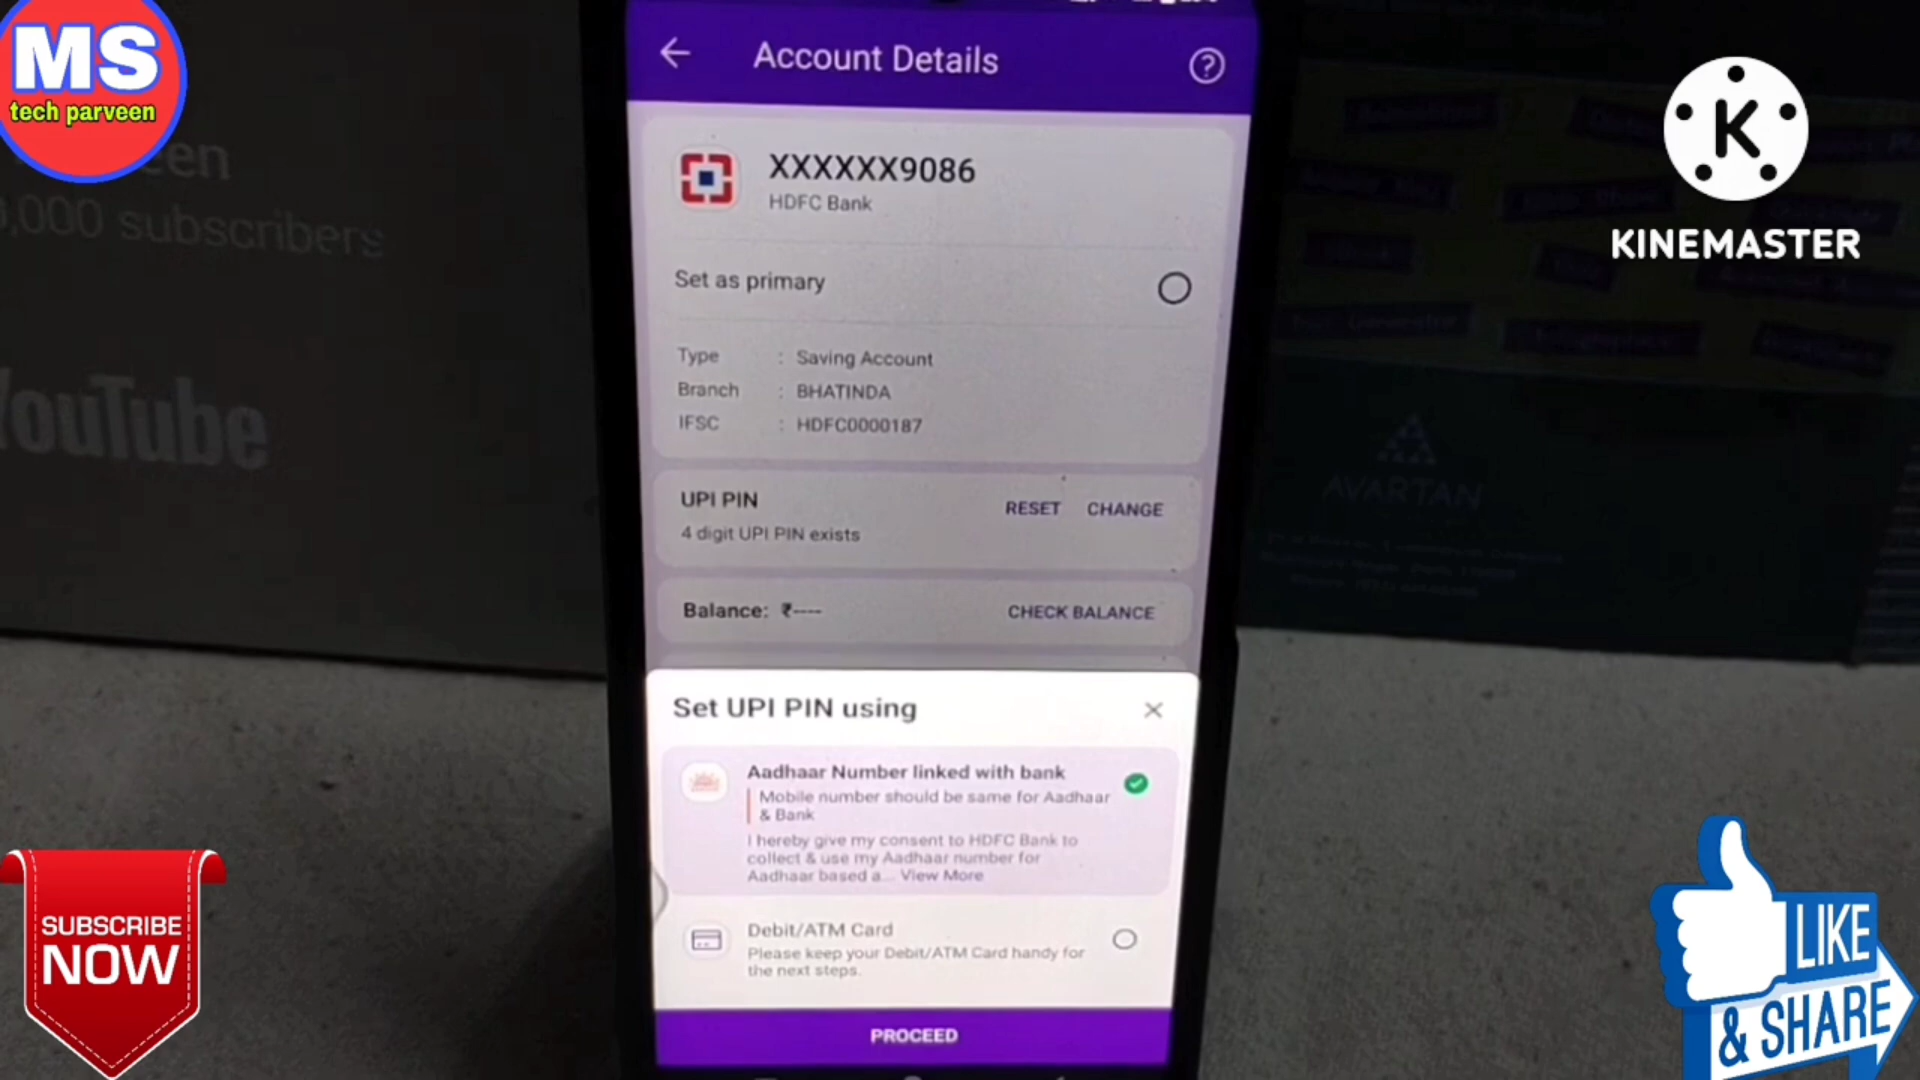 MS
tech parveen
een
,000 subscribers
YouTube
Account Details
?
XXXXXX9086
HDFC Bank
Set as primary
Type : Saving Account
Branch : BHATINDA
IFSC : HDFC0000187
UPI PIN
RESET CHANGE
4 digit UPI PIN exists
Balance: ₹---- CHECK BALANCE
Set UPI PIN using
Aadhaar Number linked with bank
Mobile number should be same for Aadhaar
& Bank
I hereby give my consent to HDFC Bank to
collect & use my Aadhaar number for
Aadhaar based a... View More
Debit/ATM Card
Please keep your Debit/ATM Card handy for
the next steps.
PROCEED
K
KINEMASTER
AVARTAN
SUBSCRIBE
NOW
LIKE
& SHARE